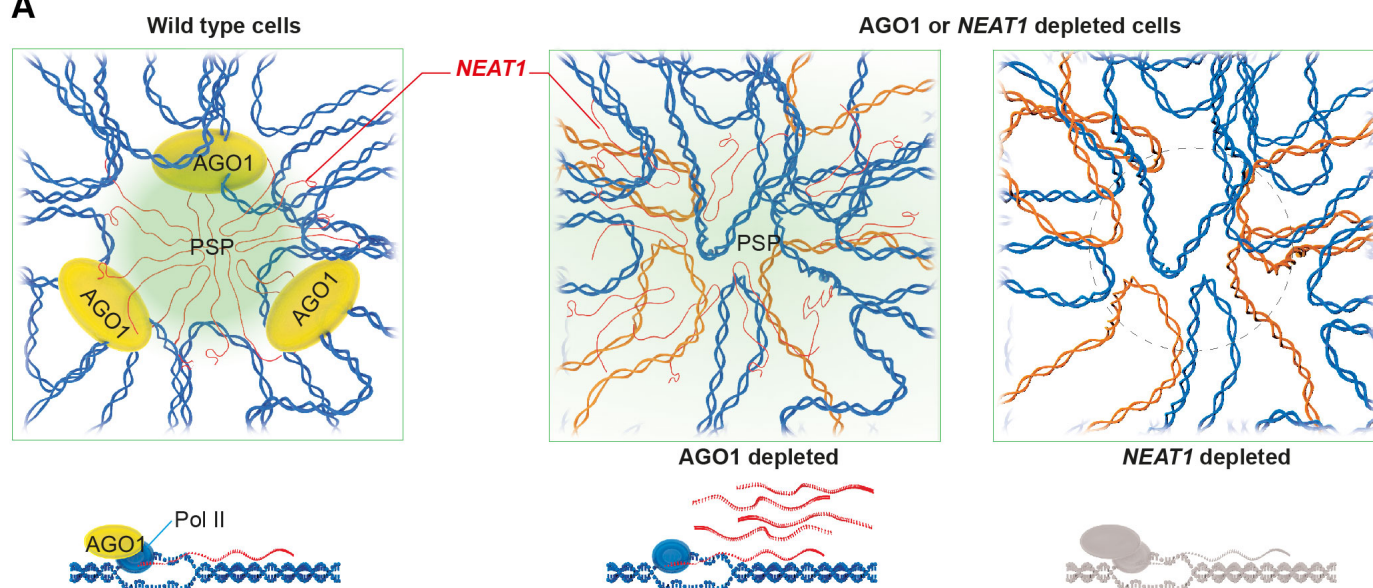 A
Wild type cells
AGO1 or NEAT1 depleted cells
NEAT1
AGO1
PSP
AGO1
AGO1
PSP
AGO1 depleted
NEAT1 depleted
Pol II
AGO1